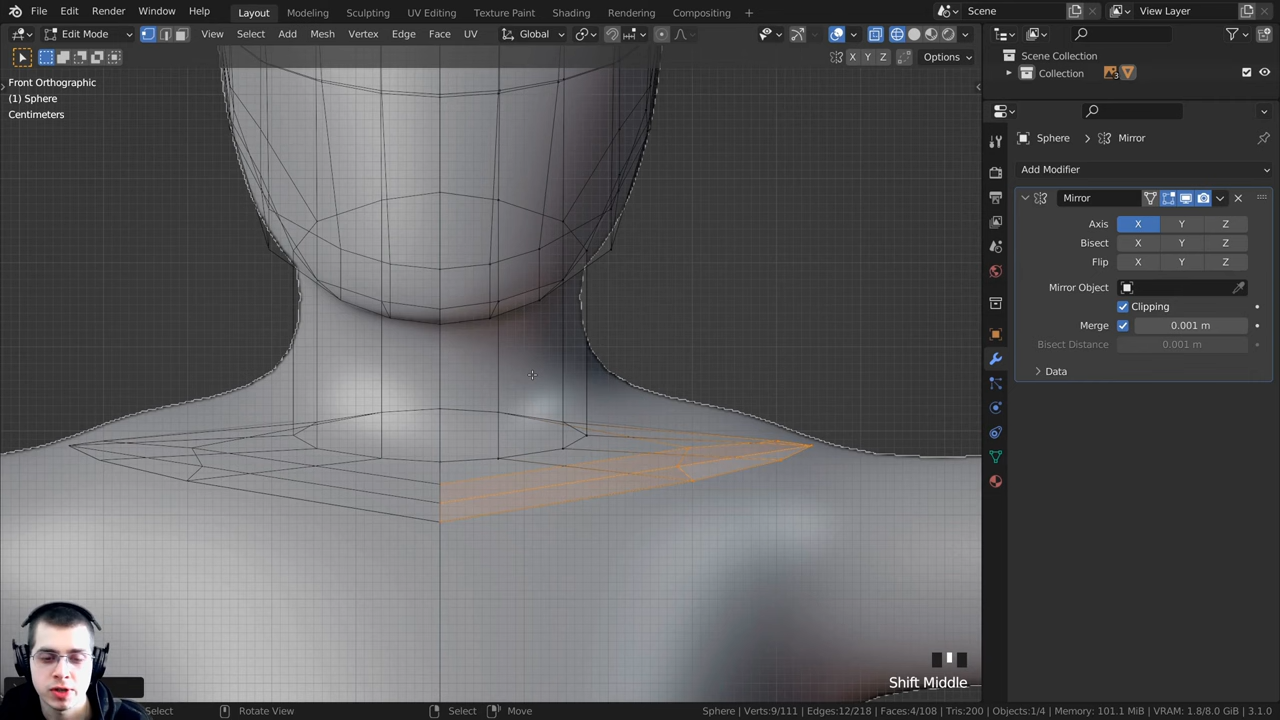 File Edit Render Window Help Layout Modeling Sculpting UV Editing Texture Paint Shading Rendering Compositing + Scene View Layer
Edit Mode View Select Add Mesh Vertex Edge Face UV Global
X Y Z Options
Front Orthographic
(1) Sphere
Centimeters
Scene Collection
Collection
Sphere > Mirror
Add Modifier
Mirror
Axis X Y Z
Bisect X Y Z
Flip X Y Z
Mirror Object
Clipping
Merge 0.001 m
Bisect Distance 0.001 m
Data
Shift Middle
Select Rotate View Select Move Sphere | Verts:9/111 | Edges:12/218 | Faces:4/108 | Tris:200 | Objects:1/4 | Memory: 101.1 MiB | VRAM: 1.8/8.0 GiB | 3.1.0